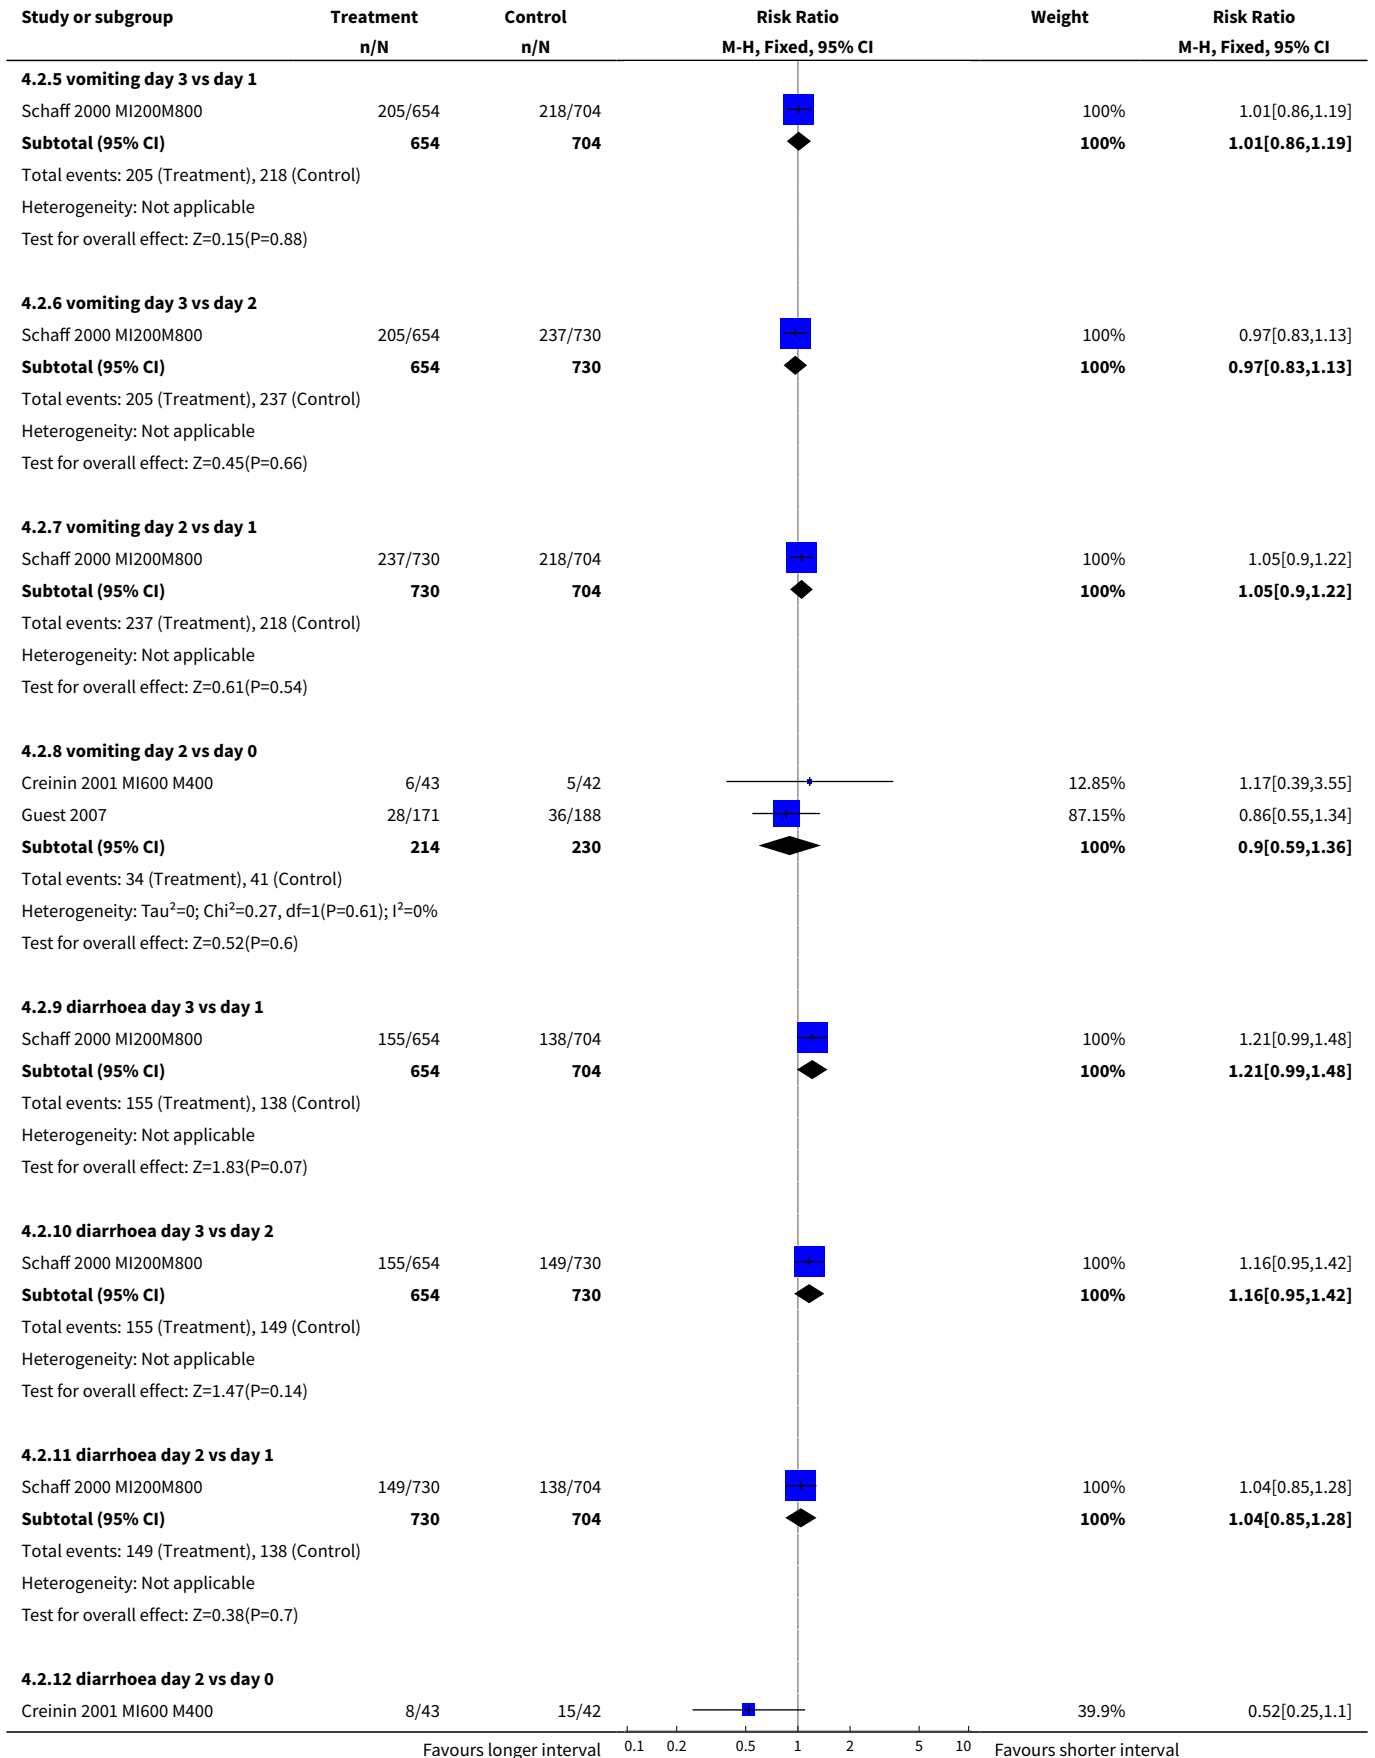 Study or subgroup Treatment Control Risk Ratio Weight Risk Ratio
n/N n/N M-H, Fixed, 95% CI M-H, Fixed, 95% CI
4.2.5 vomiting day 3 vs day 1
Schaff 2000 MI200M800 205/654 218/704 100% 1.01[0.86,1.19]
Subtotal (95% CI) 654 704 100% 1.01[0.86,1.19]
Total events: 205 (Treatment), 218 (Control)
Heterogeneity: Not applicable
Test for overall effect: Z=0.15(P=0.88)
4.2.6 vomiting day 3 vs day 2
Schaff 2000 MI200M800 205/654 237/730 100% 0.97[0.83,1.13]
Subtotal (95% CI) 654 730 100% 0.97[0.83,1.13]
Total events: 205 (Treatment), 237 (Control)
Heterogeneity: Not applicable
Test for overall effect: Z=0.45(P=0.66)
4.2.7 vomiting day 2 vs day 1
Schaff 2000 MI200M800 237/730 218/704 100% 1.05[0.9,1.22]
Subtotal (95% CI) 730 704 100% 1.05[0.9,1.22]
Total events: 237 (Treatment), 218 (Control)
Heterogeneity: Not applicable
Test for overall effect: Z=0.61(P=0.54)
4.2.8 vomiting day 2 vs day 0
Creinin 2001 MI600 M400 6/43 5/42 12.85% 1.17[0.39,3.55]
Guest 2007 28/171 36/188 87.15% 0.86[0.55,1.34]
Subtotal (95% CI) 214 230 100% 0.9[0.59,1.36]
Total events: 34 (Treatment), 41 (Control)
Heterogeneity: Tau²=0; Chi²=0.27, df=1(P=0.61); I²=0%
Test for overall effect: Z=0.52(P=0.6)
4.2.9 diarrhoea day 3 vs day 1
Schaff 2000 MI200M800 155/654 138/704 100% 1.21[0.99,1.48]
Subtotal (95% CI) 654 704 100% 1.21[0.99,1.48]
Total events: 155 (Treatment), 138 (Control)
Heterogeneity: Not applicable
Test for overall effect: Z=1.83(P=0.07)
4.2.10 diarrhoea day 3 vs day 2
Schaff 2000 MI200M800 155/654 149/730 100% 1.16[0.95,1.42]
Subtotal (95% CI) 654 730 100% 1.16[0.95,1.42]
Total events: 155 (Treatment), 149 (Control)
Heterogeneity: Not applicable
Test for overall effect: Z=1.47(P=0.14)
4.2.11 diarrhoea day 2 vs day 1
Schaff 2000 MI200M800 149/730 138/704 100% 1.04[0.85,1.28]
Subtotal (95% CI) 730 704 100% 1.04[0.85,1.28]
Total events: 149 (Treatment), 138 (Control)
Heterogeneity: Not applicable
Test for overall effect: Z=0.38(P=0.7)
4.2.12 diarrhoea day 2 vs day 0
Creinin 2001 MI600 M400 8/43 15/42 39.9% 0.52[0.25,1.1]
Favours longer interval 0.1 0.2 0.5 1 2 5 10 Favours shorter interval